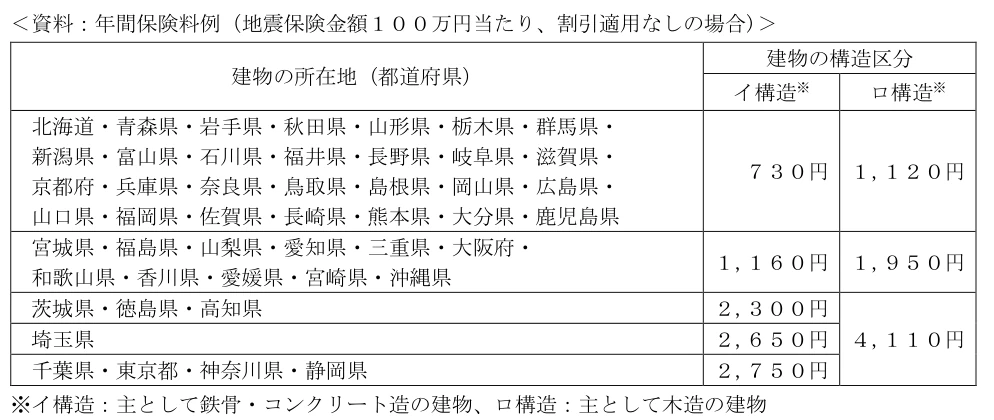 ＜資料：年間保険料例（地震保険金額１００万円当たり、割引適用なしの場合）＞
建物の所在地（都道府県）
建物の構造区分
イ構造※
ロ構造※
北海道・青森県・岩手県・秋田県・山形県・栃木県・群馬県・
新潟県・富山県・石川県・福井県・長野県・岐阜県・滋賀県・
京都府・兵庫県・奈良県・鳥取県・島根県・岡山県・広島県・
山口県・福岡県・佐賀県・長崎県・熊本県・大分県・鹿児島県
７３０円
１,１２０円
宮城県・福島県・山梨県・愛知県・三重県・大阪府・
和歌山県・香川県・愛媛県・宮崎県・沖縄県
１,１６０円
１,９５０円
茨城県・徳島県・高知県
２,３００円
埼玉県
２,６５０円
４,１１０円
千葉県・東京都・神奈川県・静岡県
２,７５０円
※イ構造：主として鉄骨・コンクリート造の建物、ロ構造：主として木造の建物